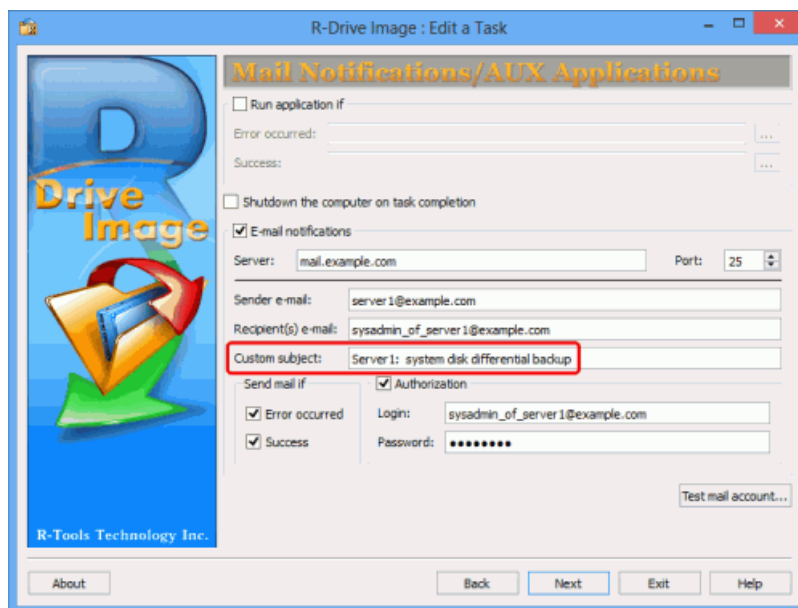 R-Drive Image : Edit a Task
R
Drive
Image
R-Tools Technology Inc.
Mail Notifications/AUX Applications
Run application if
Error occurred: ...
Success: ...
Shutdown the computer on task completion
E-mail notifications
Server: mail.example.com Port: 25
Sender e-mail: server1@example.com
Recipient(s) e-mail: sysadmin_of_server1@example.com
Custom subject: Server1: system disk differential backup
Send mail if Authorization
Error occurred Login: sysadmin_of_server1@example.com
Success Password: ●●●●●●●●
Test mail account...
About Back Next Exit Help